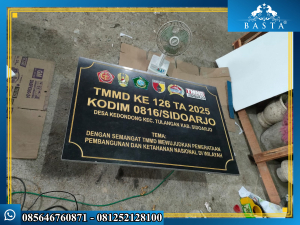 BASTA
TMMD KE 126 TA 2025
KODIM 0816/SIDOARJO
DESA KEDONDONG KEC. TULANGAN KAB. SIDOARJO
TEMA:
DENGAN SEMANGAT TMMD MEWUJUDKAN PEMERATAAN
PEMBANGUNAN DAN KETAHANAN NASIONAL DI WILAYAH
085646760871 - 081252128100